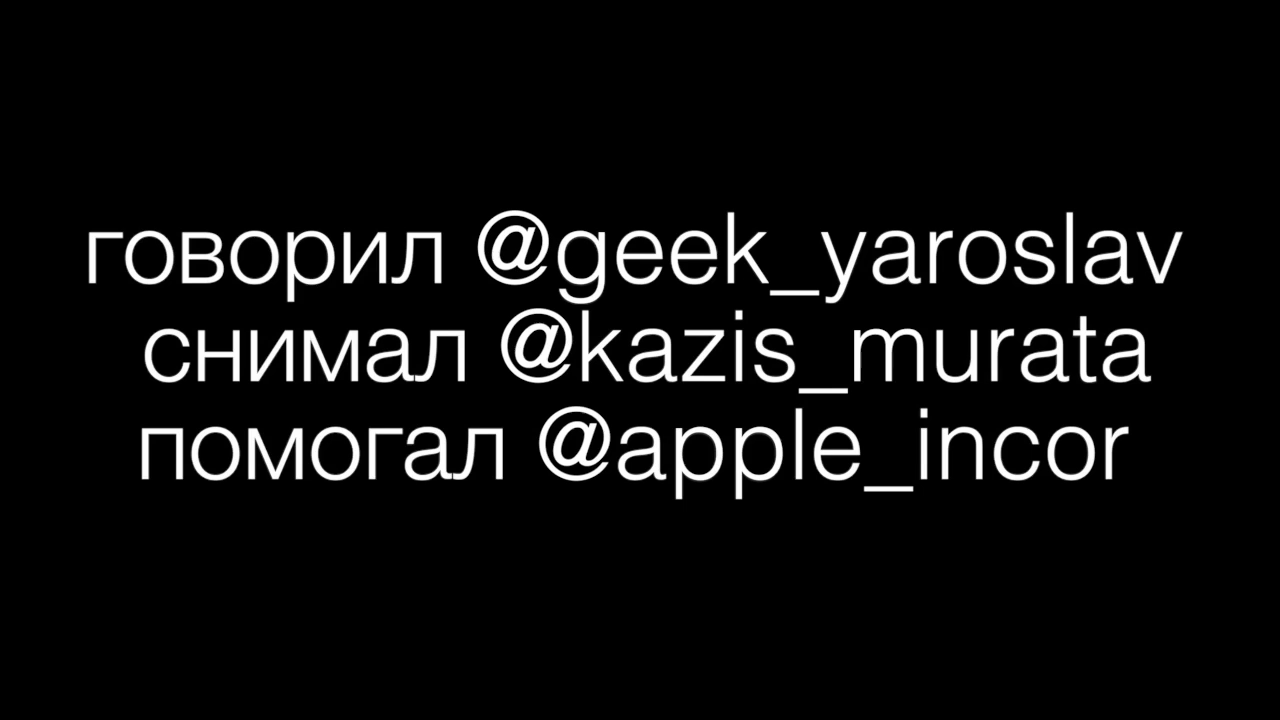 говорил @geek_yaroslav
снимал @kazis_murata
помогал @apple_incor